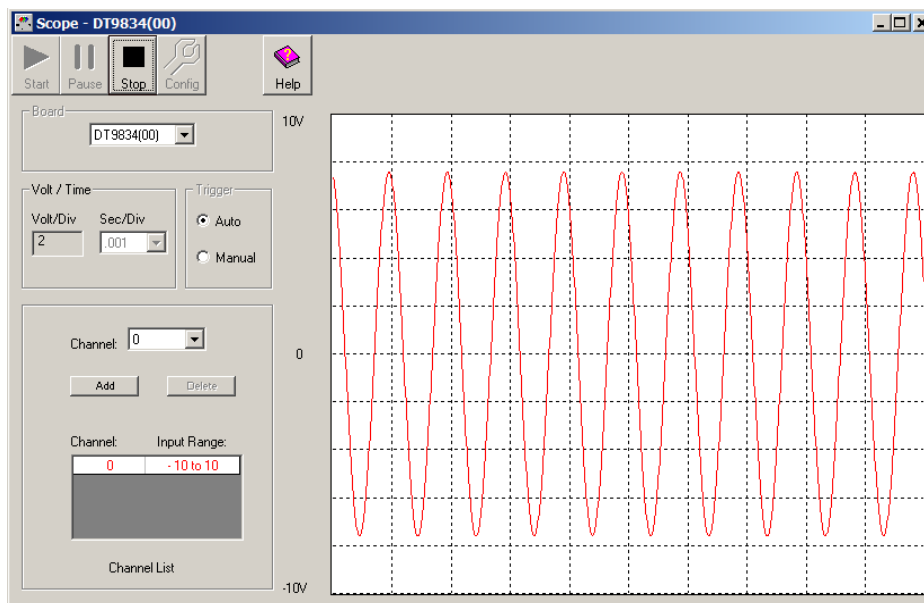 Scope - DT9834(00)
Start Pause Stop Config Help
Board
DT9834(00)
10V
Volt / Time
Trigger
Volt/Div Sec/Div
2 .001
Auto
Manual
Channel: 0
0
Add Delete
Channel: Input Range:
0 - 10 to 10
Channel List
-10V